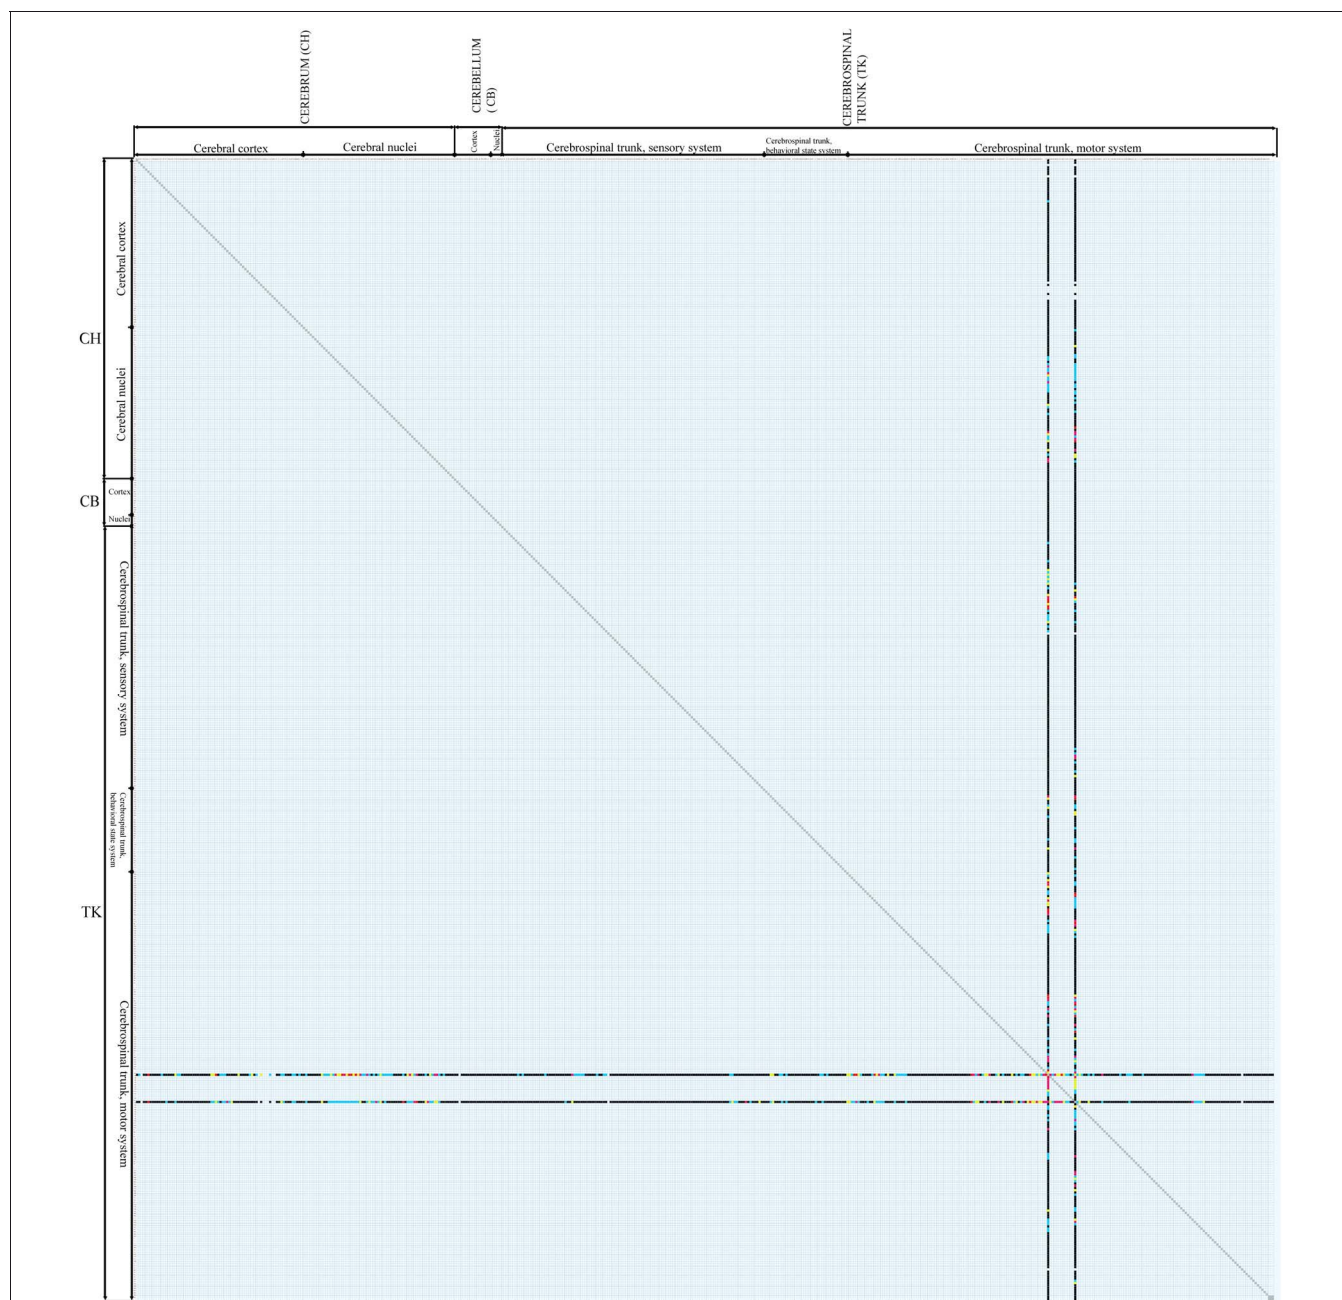 CEREBRUM (CH)
CEREBELLUM
( CB)
CEREBROSPINAL
TRUNK (TK)
Cerebral cortex
Cerebral nuclei
Cortex
Nuclei
Cerebrospinal trunk, sensory system
Cerebrospinal trunk,
behavioral state system
Cerebrospinal trunk, motor system
CH
Cerebral cortex
Cerebral nuclei
CB
Cortex
Nuclei
TK
Cerebrospinal trunk, sensory system
Cerebrospinal trunk,
behavioral state system
Cerebrospinal trunk, motor system